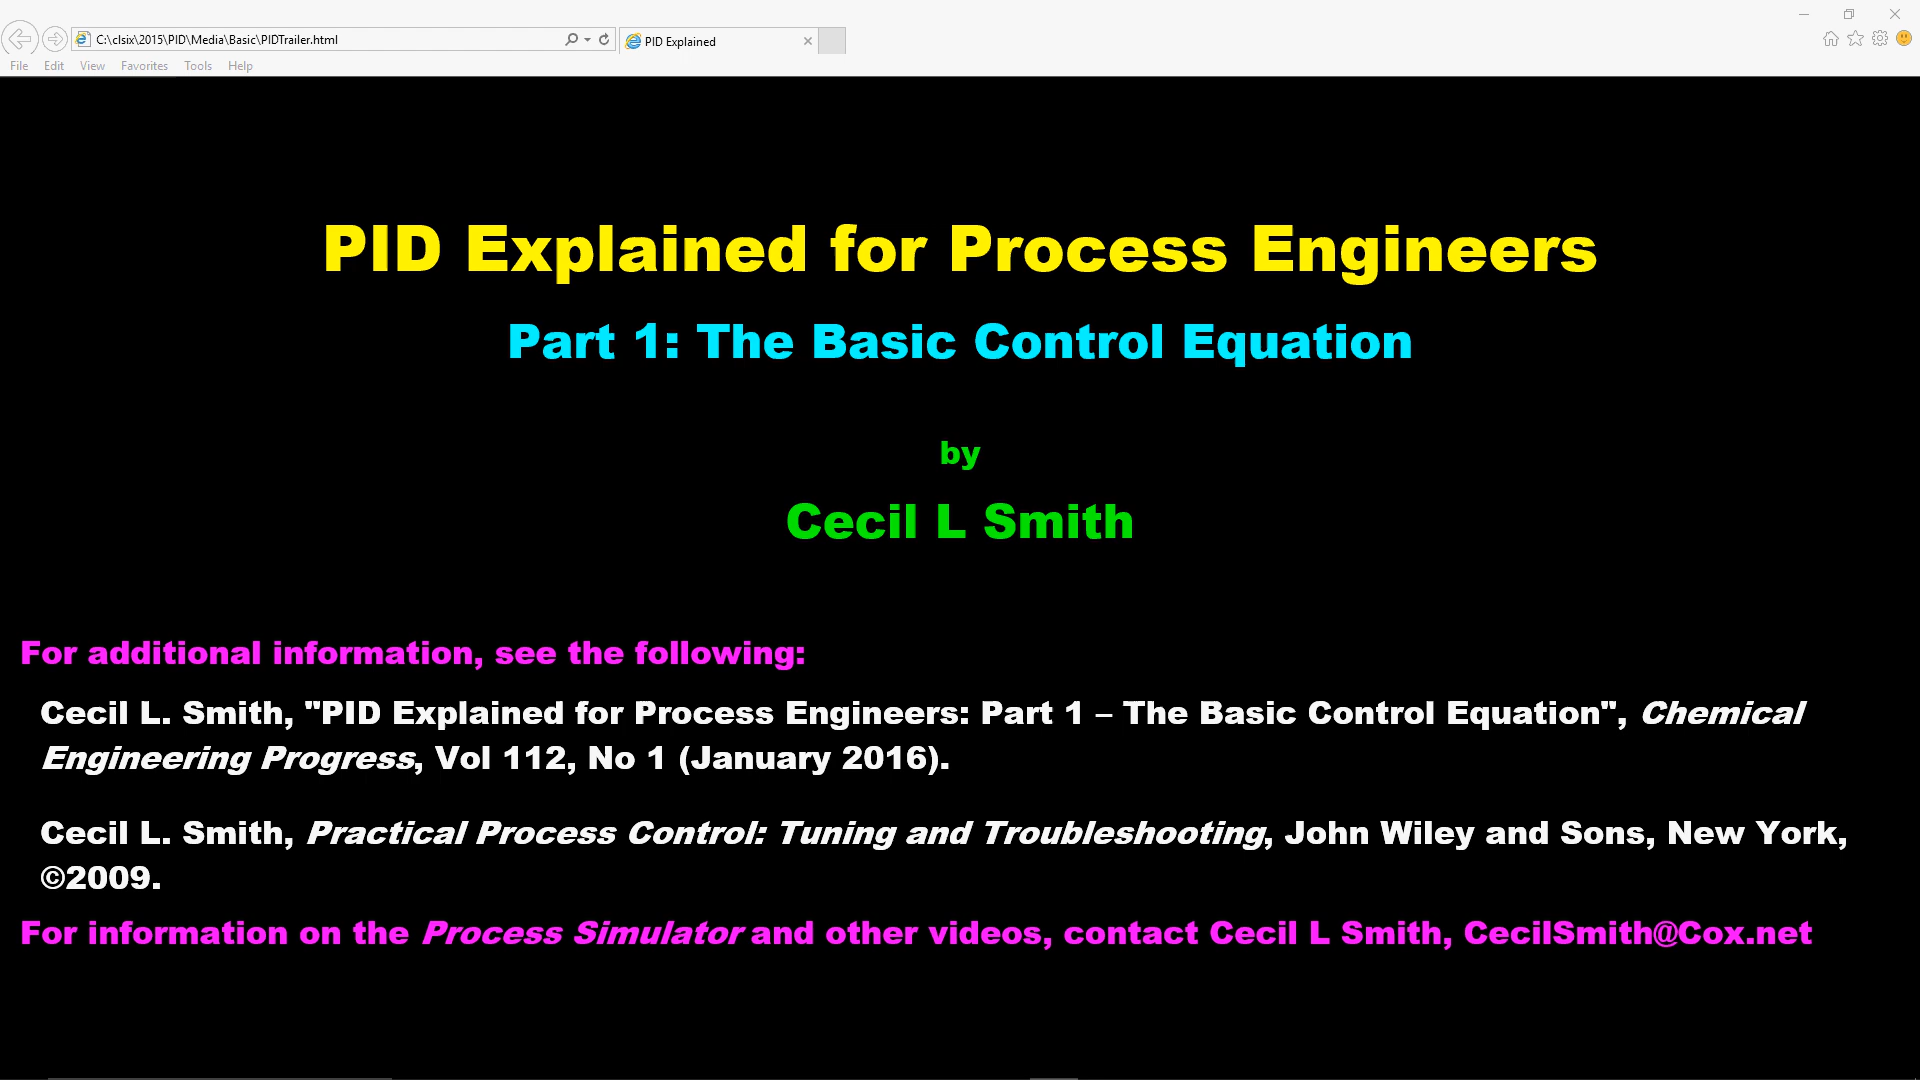 C:\clsix\2015\PID\Media\Basic\PIDTrailer.html
PID Explained
File Edit View Favorites Tools Help
PID Explained for Process Engineers
Part 1: The Basic Control Equation
by
Cecil L Smith
For additional information, see the following:
Cecil L. Smith, "PID Explained for Process Engineers: Part 1 – The Basic Control Equation", Chemical
Engineering Progress, Vol 112, No 1 (January 2016).
Cecil L. Smith, Practical Process Control: Tuning and Troubleshooting, John Wiley and Sons, New York,
©2009.
For information on the Process Simulator and other videos, contact Cecil L Smith, CecilSmith@Cox.net